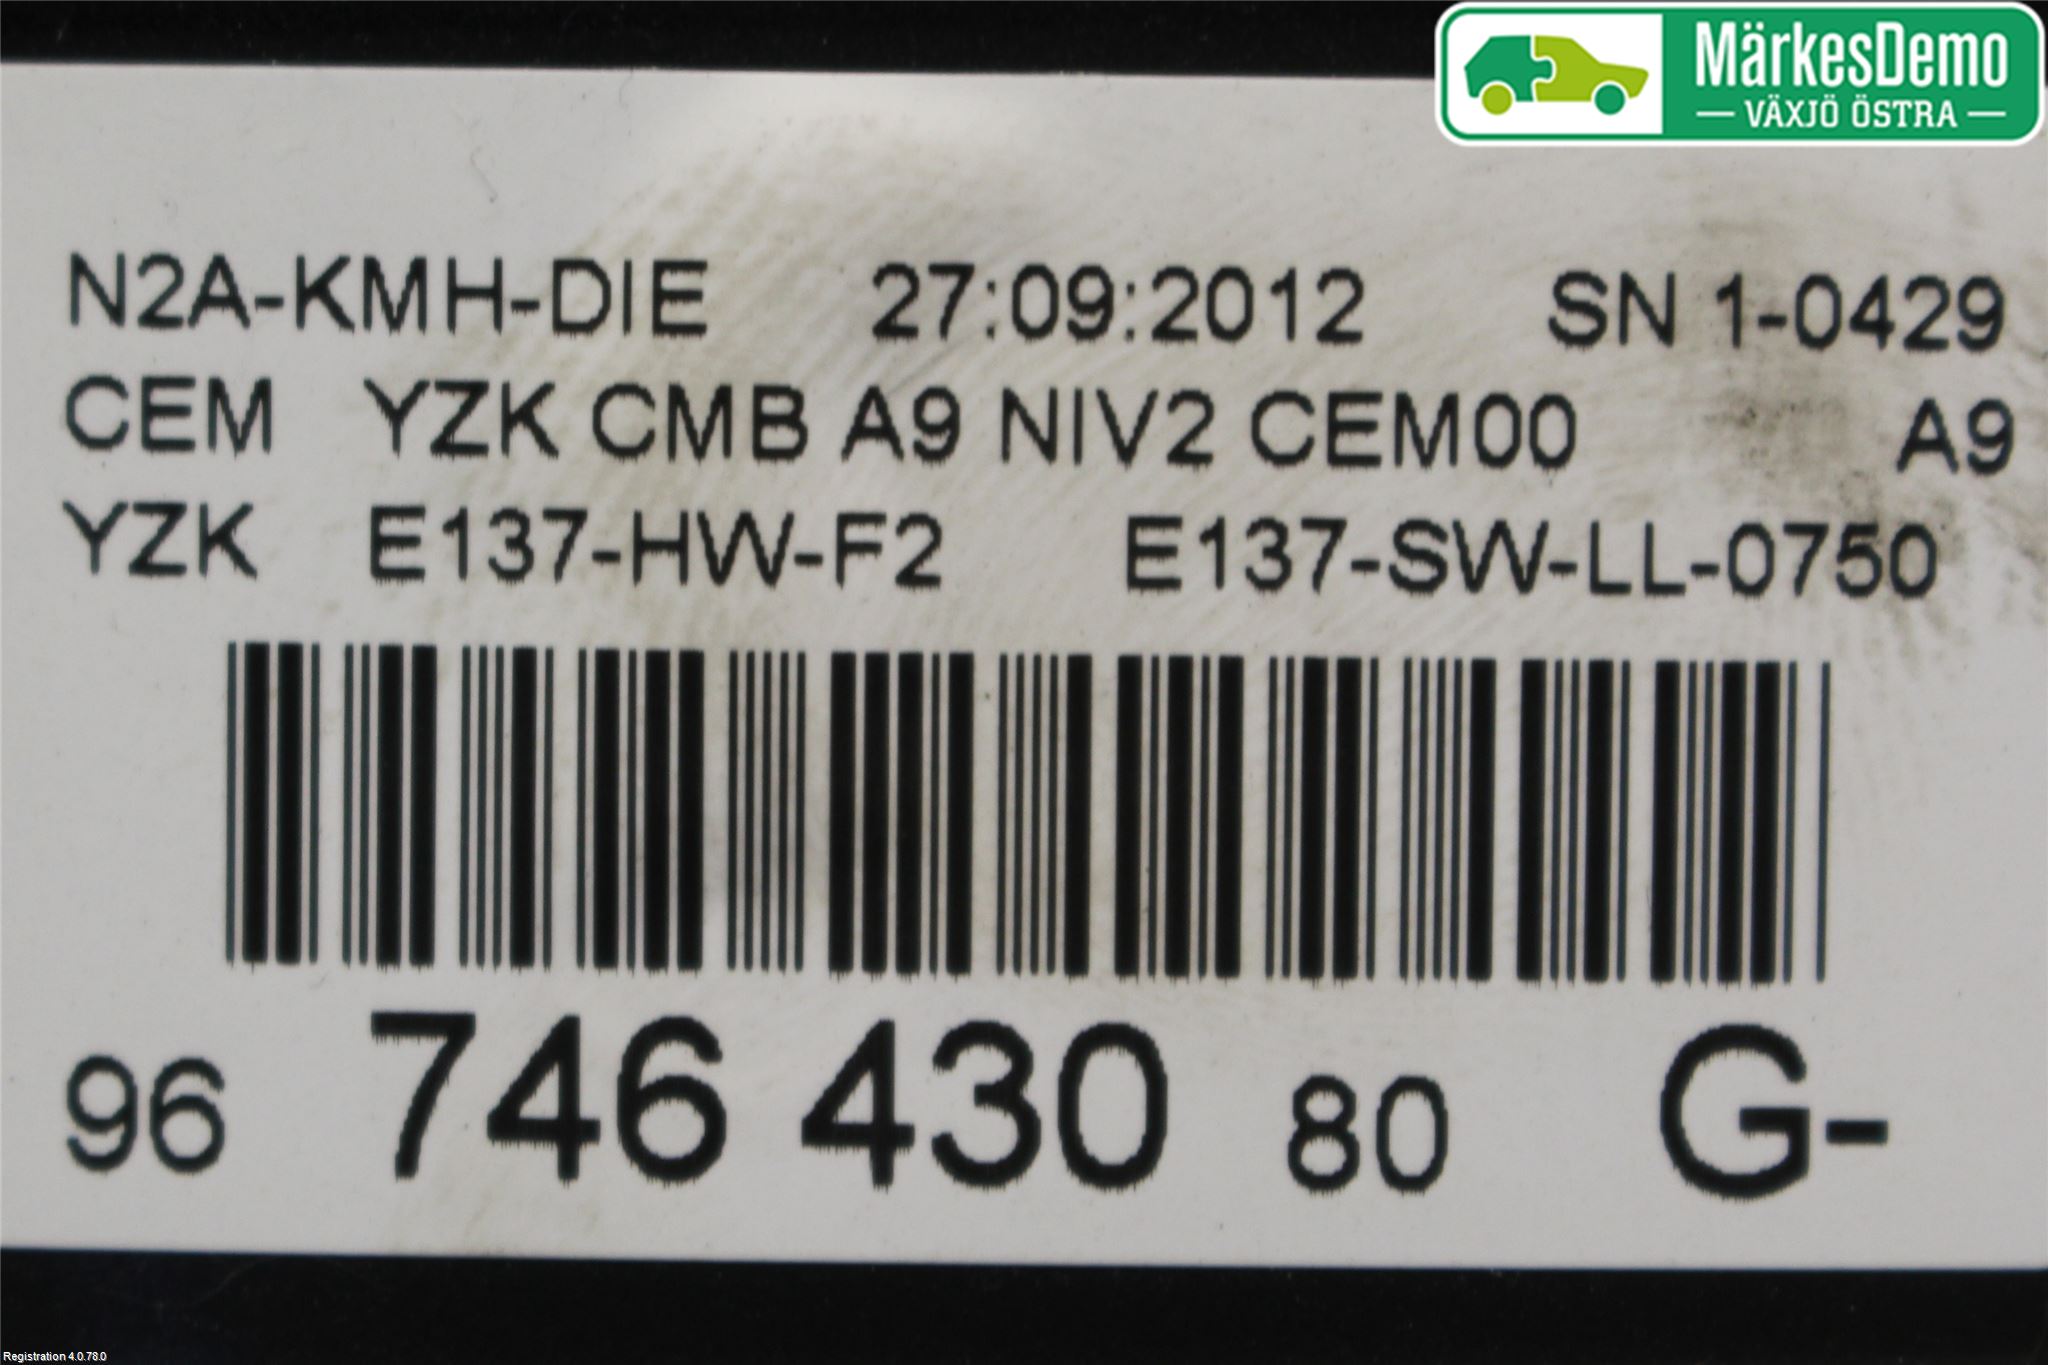 MärkesDemo
VÄXJÖ ÖSTRA
N2A-KMH-DIE 27:09:2012 SN 1-0429
CEM YZK CMB A9 NIV2 CEM00 A9
YZK E137-HW-F2 E137-SW-LL-0750
96 746 430 80 G-
Registration 4.0.78.0